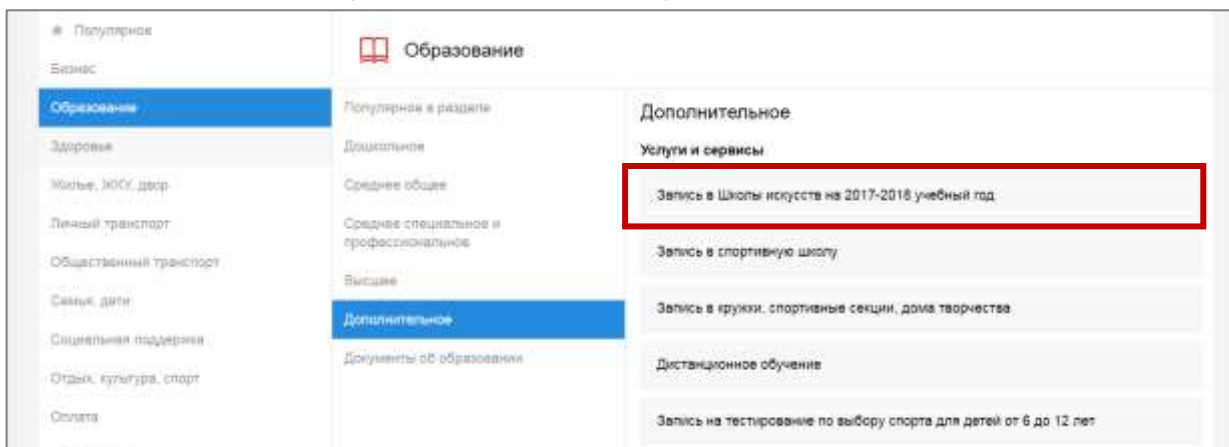 Популярное
Бизнес
Образование
Здоровье
Жилье, ЖКУ, двор
Личный транспорт
Общественный транспорт
Семья, дети
Социальная поддержка
Отдых, культура, спорт
Оплата
Образование
Популярное в разделе
Дошкольное
Среднее общее
Среднее специальное и
профессиональное
Высшее
Дополнительное
Документы об образовании
Дополнительное
Услуги и сервисы
Запись в Школы искусств на 2017-2018 учебный год
Запись в спортивную школу
Запись в кружки, спортивные секции, дома творчества
Дистанционное обучение
Запись на тестирование по выбору спорта для детей от 6 до 12 лет